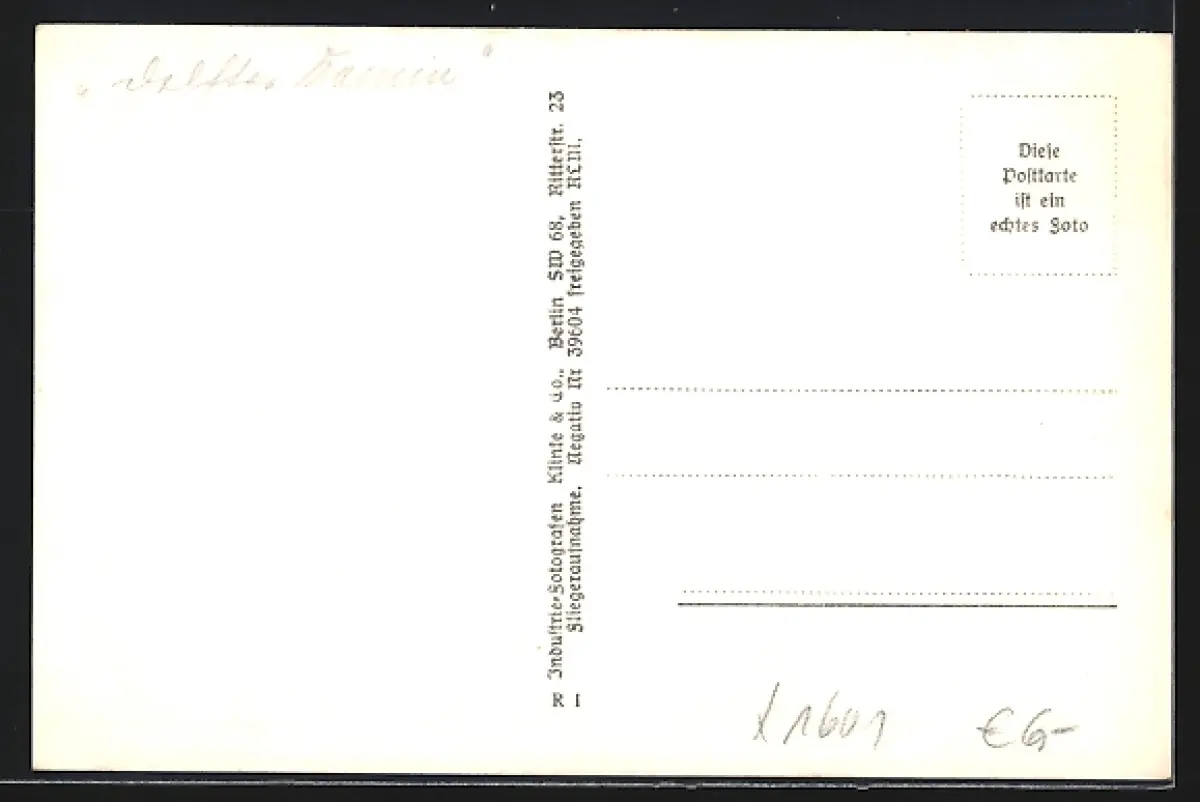 Industrie-Fotografen Klinke & Co., Berlin SW 68, Ritterstr. 23
Fliegeraufnahme. Negativ Nr 39604 freigegeben RLM.
R I
Dieſe
Poſtkarte
iſt ein
echtes Foto
1601
€6-